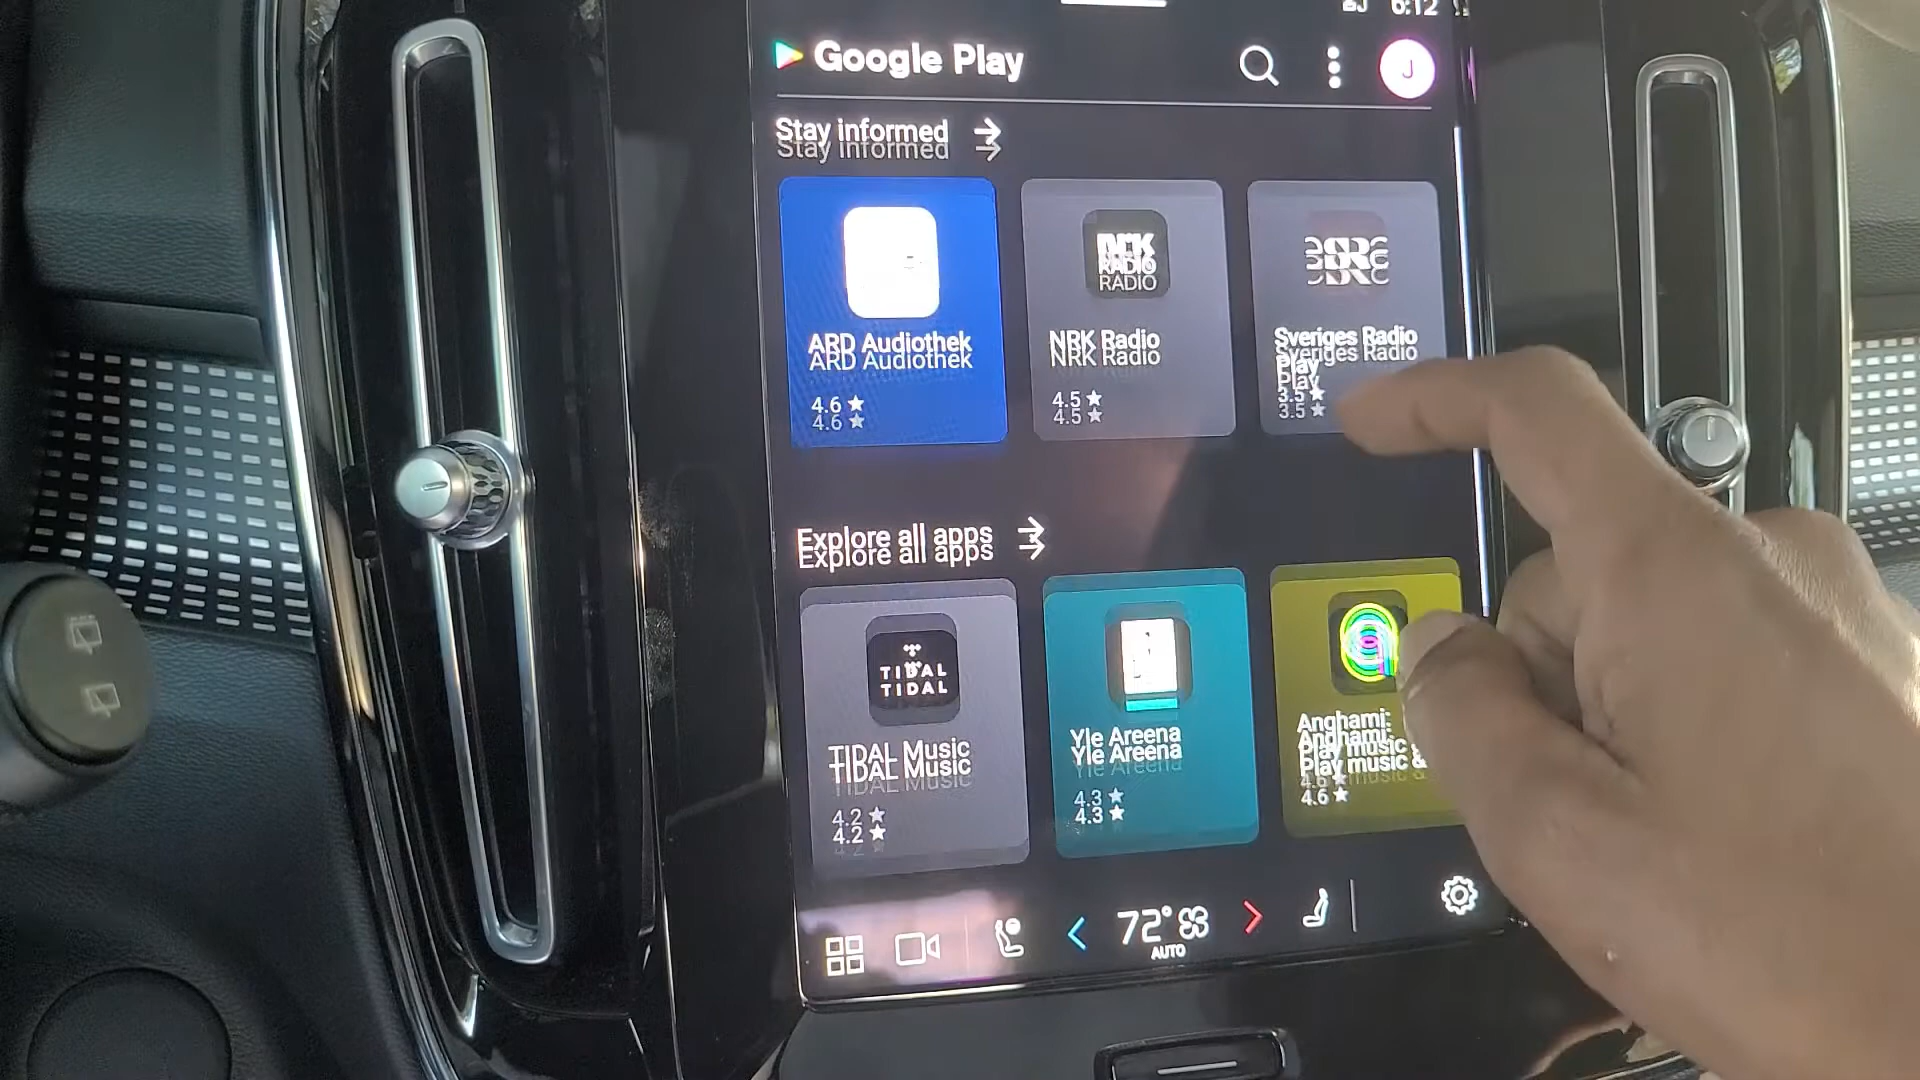 6:12
Google Play
J
Stay informed
NRK
RADIO
SR
ARD Audiothek
NRK Radio
Sveriges Radio
Play
4.6 ★
4.5 ★
3.5 ★
Explore all apps
TIDAL
TIDAL Music
Yle Areena
Anghami:
Play music &
4.2 ★
4.3 ★
4.6 ★
72°
AUTO